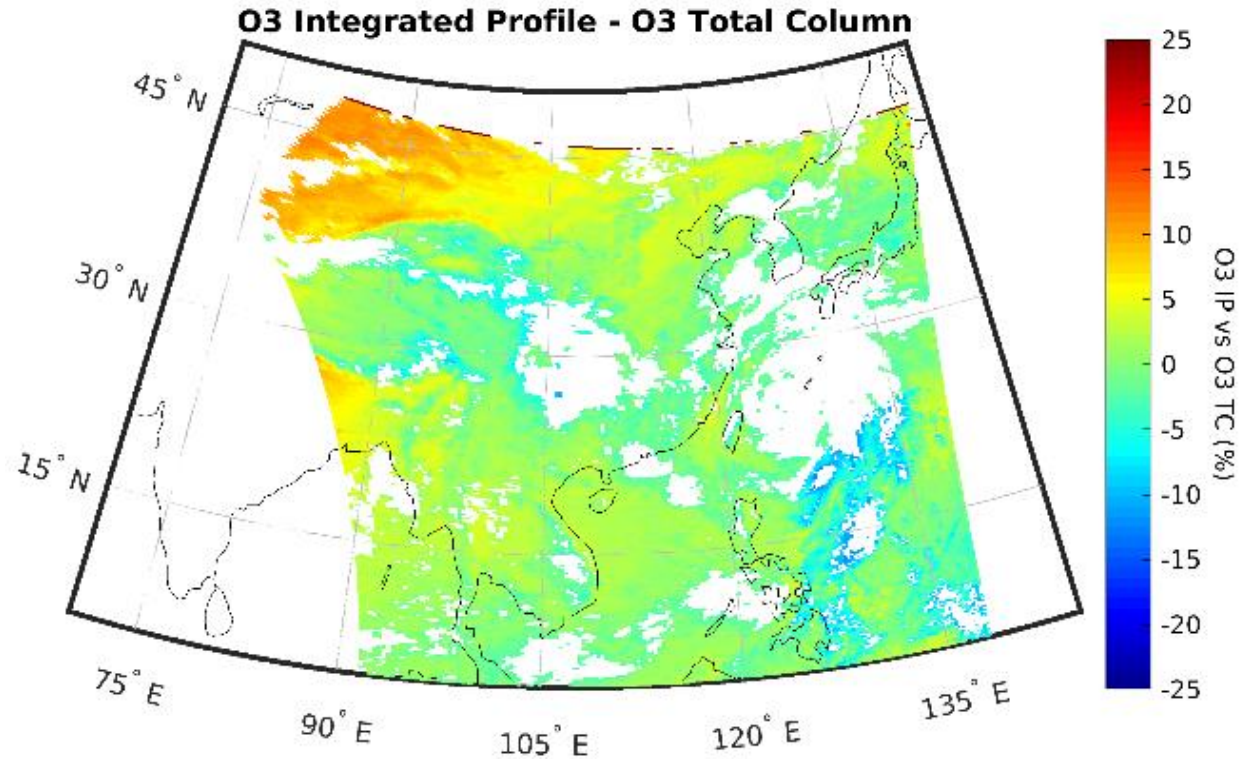 O3 Integrated Profile - O3 Total Column
45° N
30° N
15° N
75° E
90° E
105° E
120° E
135° E
25
20
15
10
5
0
-5
-10
-15
-20
-25
O3 IP vs O3 TC (%)